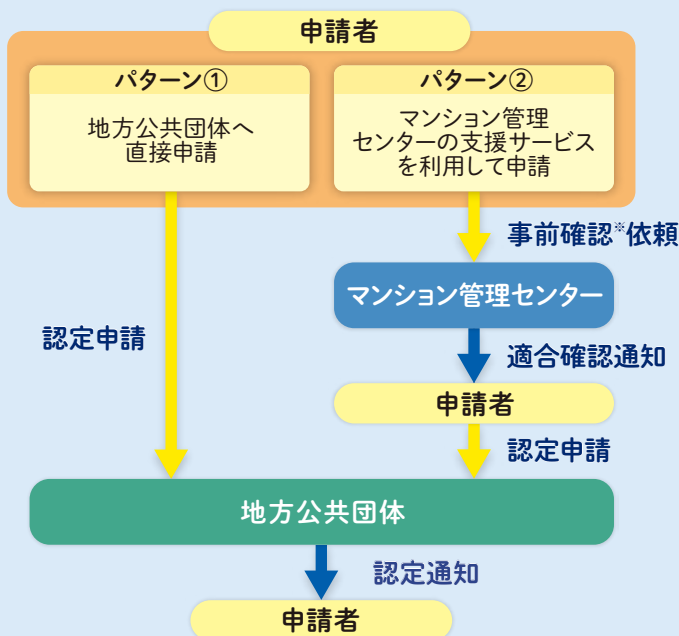 申請者
パターン①
地方公共団体へ
直接申請
パターン②
マンション管理
センターの支援サービス
を利用して申請
事前確認※依頼
マンション管理センター
認定申請
適合確認通知
申請者
認定申請
地方公共団体
認定通知
申請者